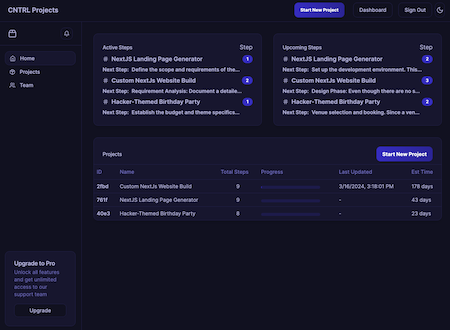 CNTRL Projects
Start New Project
Dashboard
Sign Out
Home
Projects
Team
Active Steps
Step
# NextJS Landing Page Generator 1
Next Step: Define the scope and requirements of the...
# Custom NextJs Website Build 2
Next Step: Requirement Analysis: Document a detaile...
# Hacker-Themed Birthday Party 1
Next Step: Establish the budget and theme specifics...
Upcoming Steps
Step
# NextJS Landing Page Generator 2
Next Step: Set up the development environment. This...
# Custom NextJs Website Build 3
Next Step: Design Phase: Even though there are no s...
# Hacker-Themed Birthday Party 2
Next Step: Venue selection and booking. Since a ven...
Projects
Start New Project
ID Name Total Steps Progress Last Updated Est Time
2fbd Custom NextJs Website Build 9 3/16/2024, 3:18:01 PM 178 days
761f NextJS Landing Page Generator 9 - 43 days
40e3 Hacker-Themed Birthday Party 8 - 23 days
Upgrade to Pro
Unlock all features
and get unlimited
access to our
support team
Upgrade